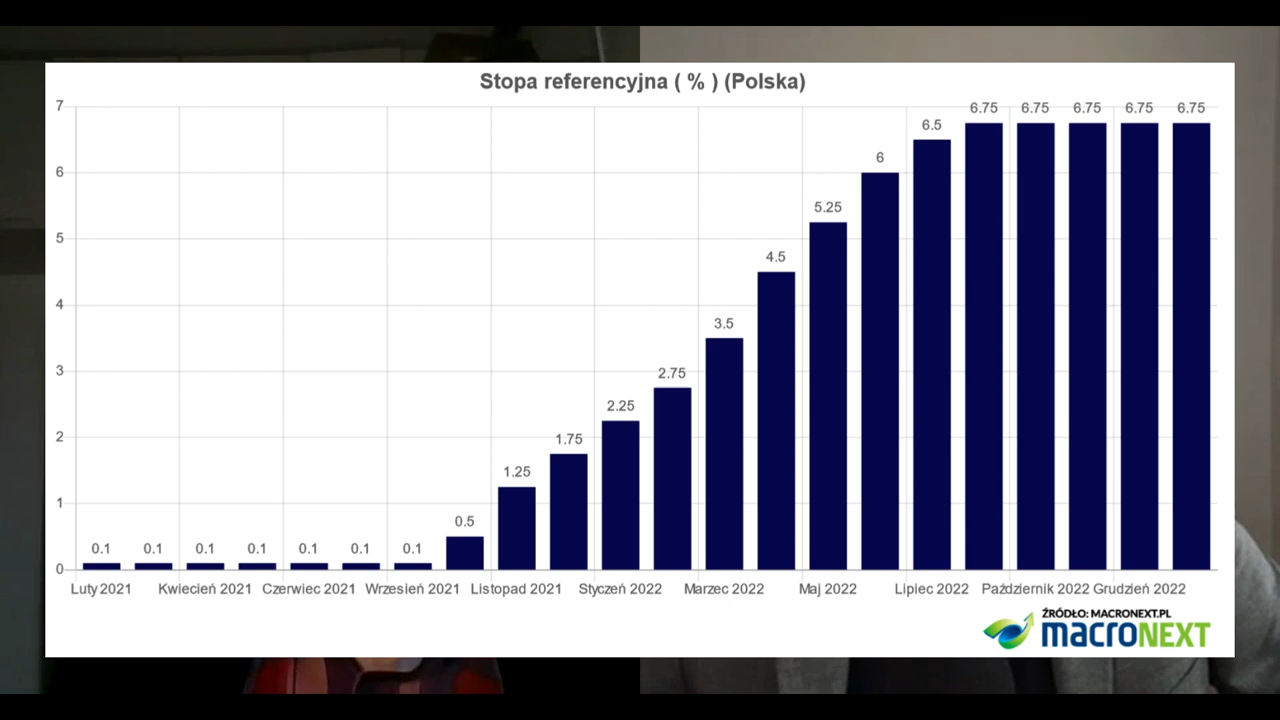 Stopa referencyjna ( % ) (Polska)
7
6
5
4
3
2
1
0
0.1 0.1 0.1 0.1 0.1 0.1 0.1 0.5 1.25 1.75 2.25 2.75 3.5 4.5 5.25 6 6.5 6.75 6.75 6.75 6.75 6.75
Luty 2021 Kwiecień 2021 Czerwiec 2021 Wrzesień 2021 Listopad 2021 Styczeń 2022 Marzec 2022 Maj 2022 Lipiec 2022 Październik 2022 Grudzień 2022
ŹRÓDŁO: MACRONEXT.PL
macroNEXT